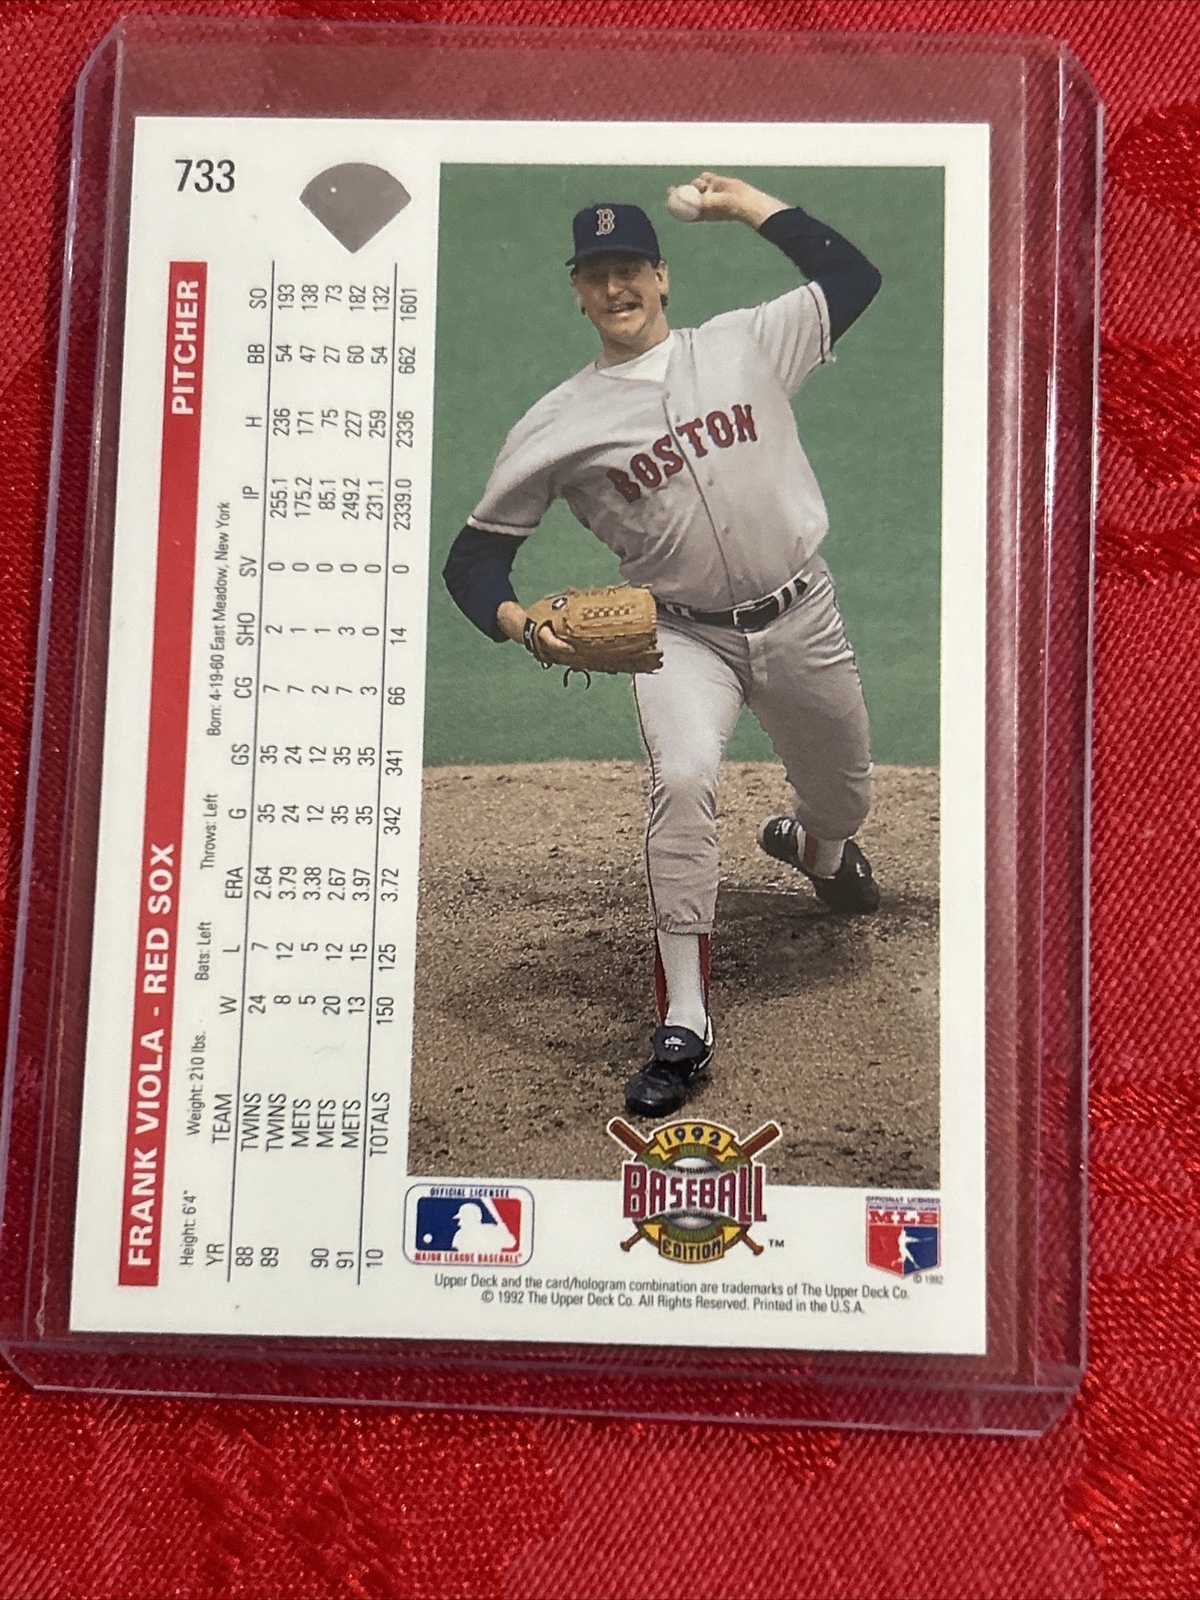 733
FRANK VIOLA - RED SOX PITCHER
Height: 6'4" Weight: 210 lbs. Bats: Left Throws: Left Born: 4-19-60 East Meadow, New York
YR TEAM W L ERA G GS CG SHO SV IP H BB SO
88 TWINS 24 7 2.64 35 35 7 2 0 255.1 236 54 193
89 TWINS 8 12 3.79 24 24 7 1 0 175.2 171 47 138
METS 5 5 3.38 12 12 2 1 0 85.1 75 27 73
90 METS 20 12 2.67 35 35 7 3 0 249.2 227 60 182
91 METS 13 15 3.97 35 35 3 0 0 231.1 259 54 132
10 TOTALS 150 125 3.72 342 341 66 14 0 2339.0 2336 662 1601
B
BOSTON
1992
BASEBALL
EDITION
TM
OFFICIAL LICENSEE
MAJOR LEAGUE BASEBALL
OFFICIALLY LICENSED
MLB
© 1992
Upper Deck and the card/hologram combination are trademarks of The Upper Deck Co.
© 1992 The Upper Deck Co. All Rights Reserved. Printed in the U.S.A.